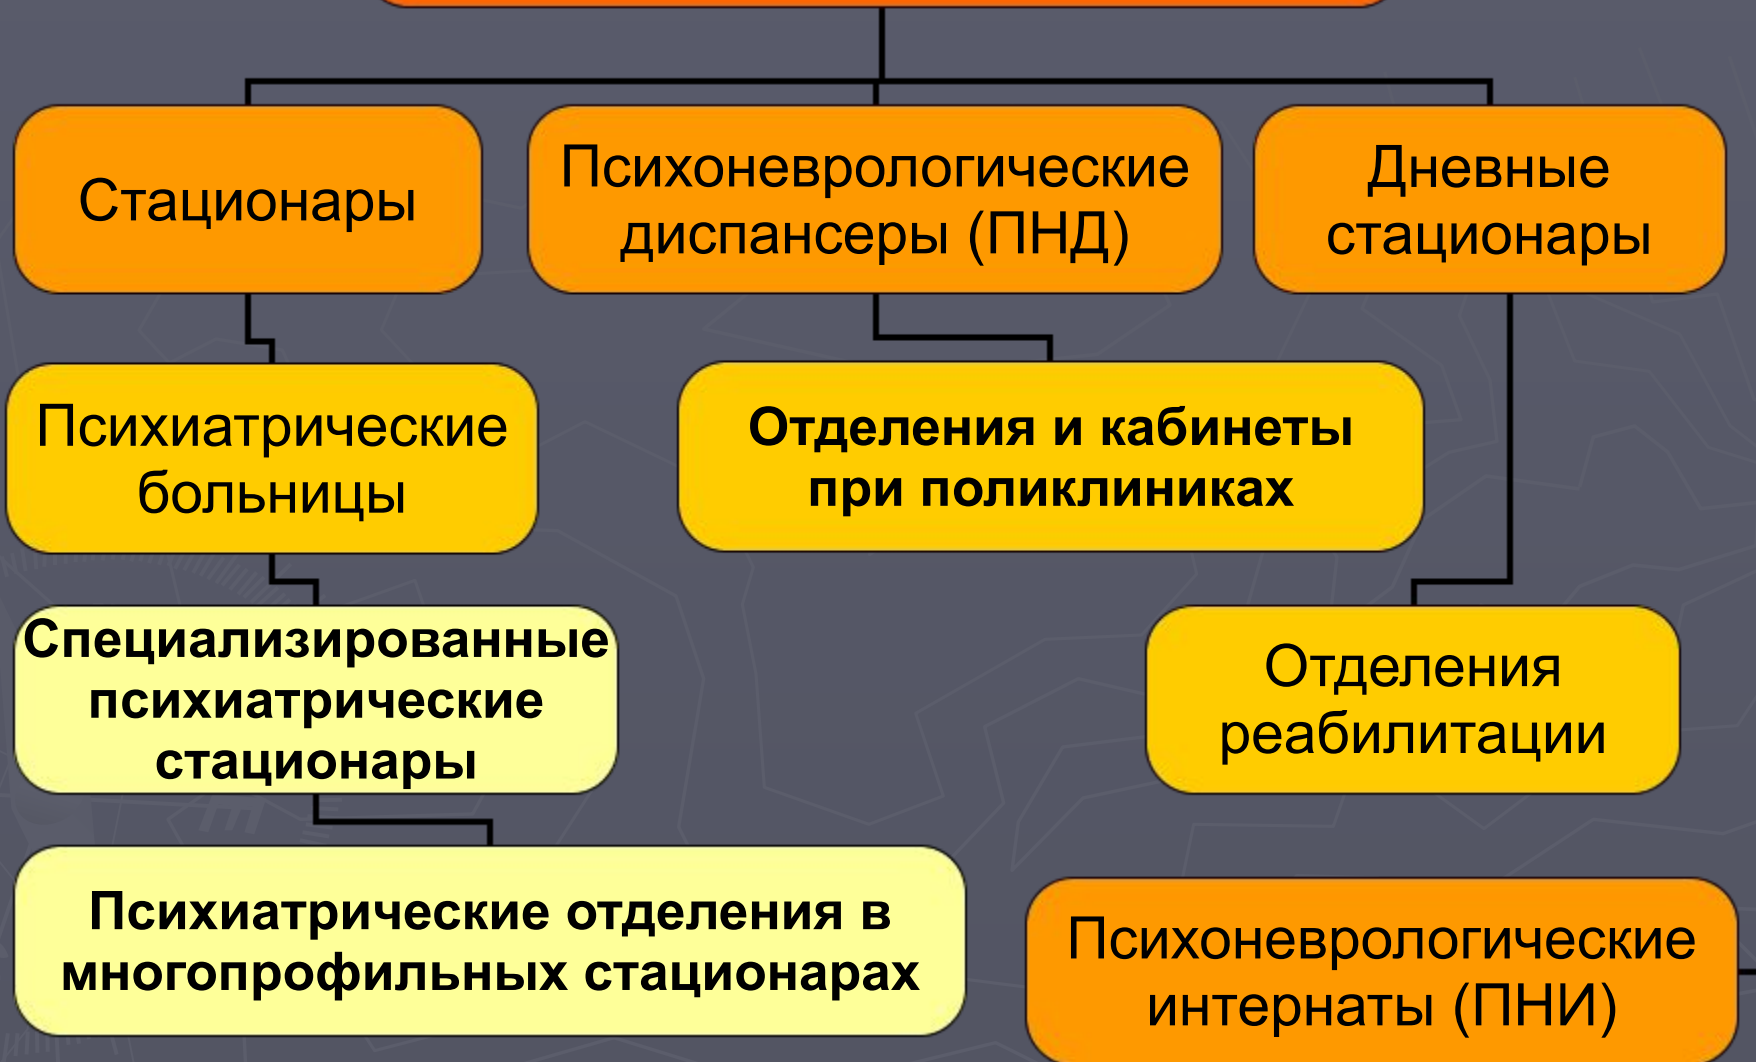 Стационары
Психоневрологические
диспансеры (ПНД)
Дневные
стационары
Психиатрические
больницы
Отделения и кабинеты
при поликлиниках
Специализированные
психиатрические
стационары
Отделения
реабилитации
Психиатрические отделения в
многопрофильных стационарах
Психоневрологические
интернаты (ПНИ)